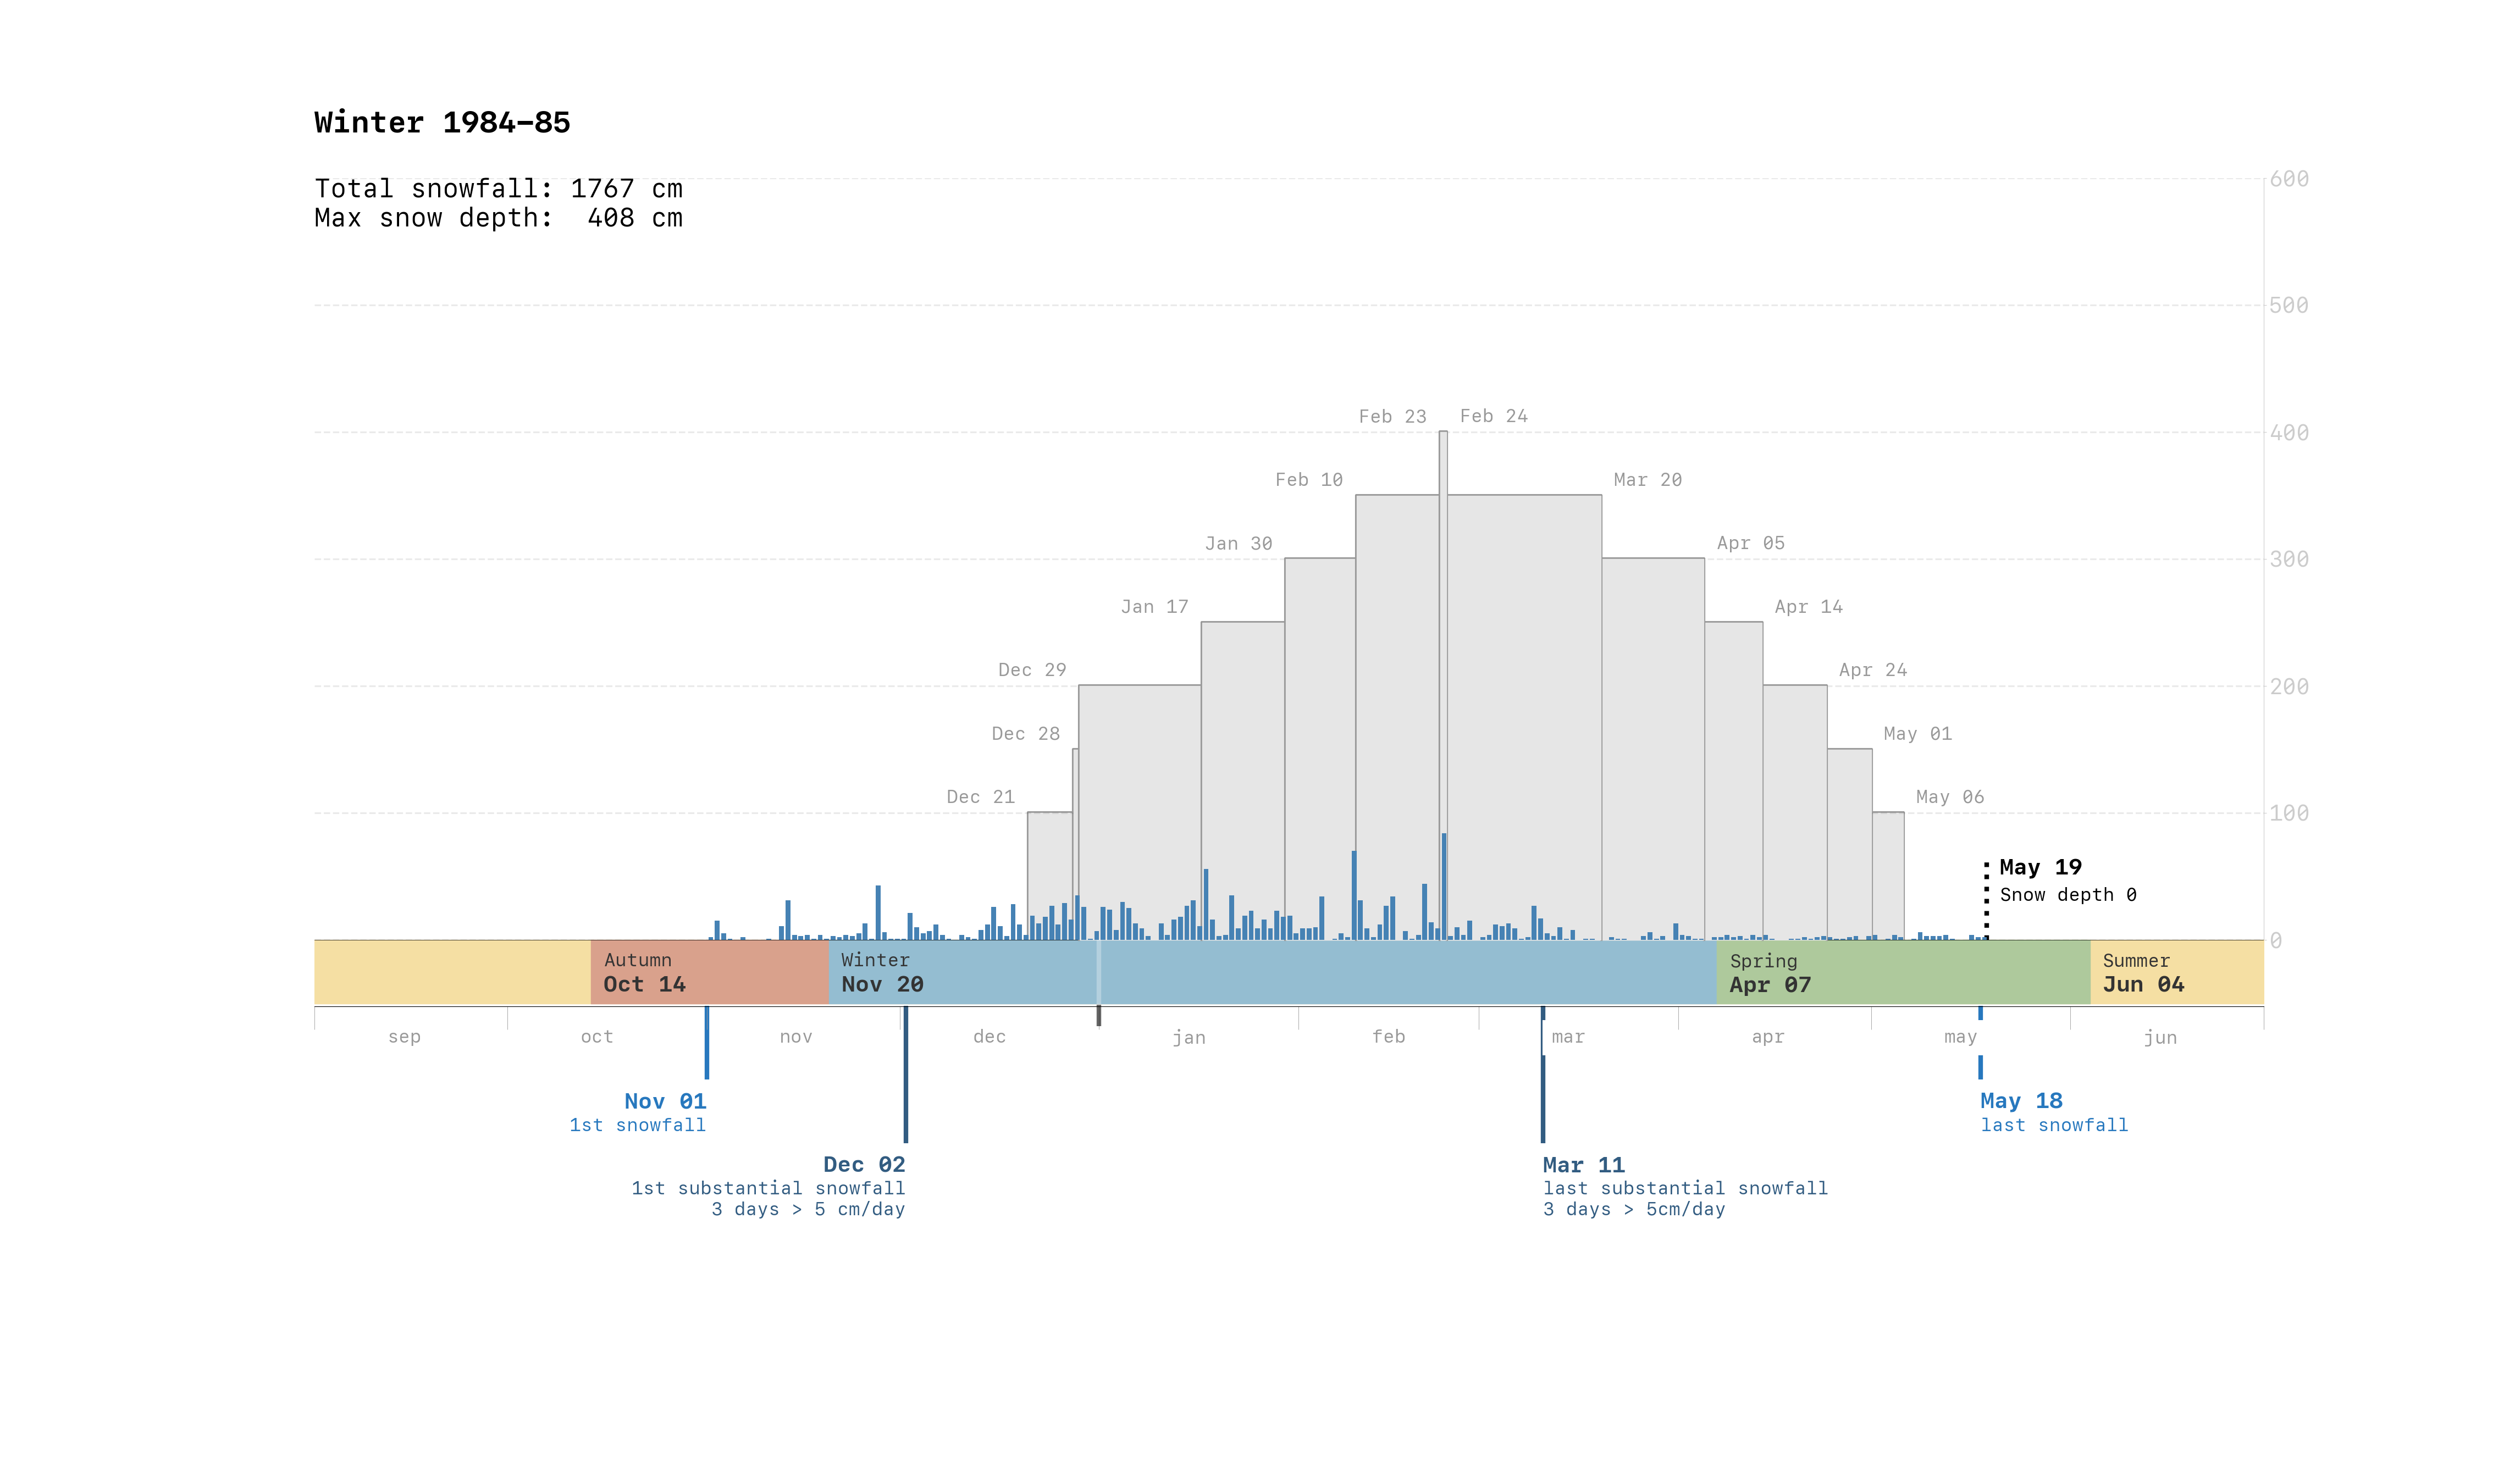 Winter 1984–85
Total snowfall: 1767 cm
Max snow depth: 408 cm
600
500
400
300
200
100
0
Feb 23
Feb 24
Feb 10
Mar 20
Jan 30
Apr 05
Jan 17
Apr 14
Dec 29
Apr 24
Dec 28
May 01
Dec 21
May 06
May 19
Snow depth 0
Autumn
Oct 14
Winter
Nov 20
Spring
Apr 07
Summer
Jun 04
sep
oct
nov
dec
jan
feb
mar
apr
may
jun
Nov 01
1st snowfall
Dec 02
1st substantial snowfall
3 days > 5 cm/day
Mar 11
last substantial snowfall
3 days > 5cm/day
May 18
last snowfall